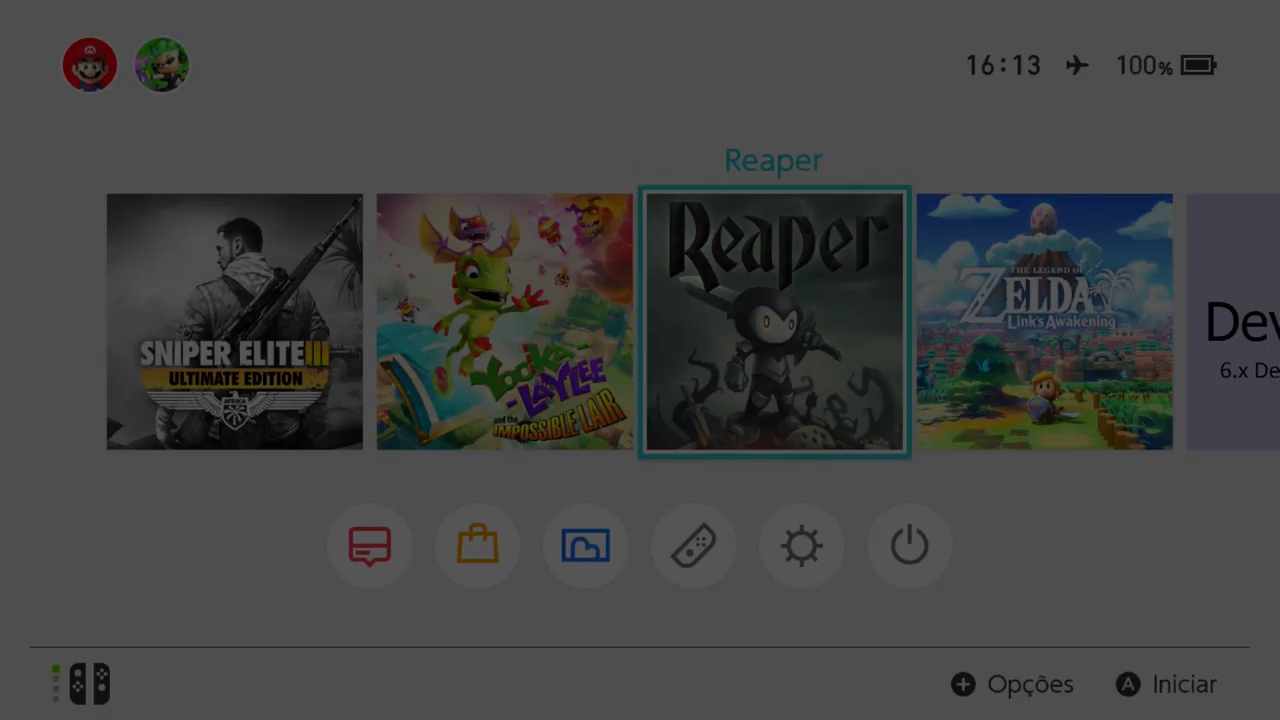 16:13 100%
Reaper
SNIPER ELITE III
ULTIMATE EDITION
AFRIKA
Yooka-
LAYLEE
and the
IMPOSSIBLE LAIR
Reaper
THE LEGEND OF
ZELDA
Link's Awakening
Dev
6.x De
Opções A Iniciar